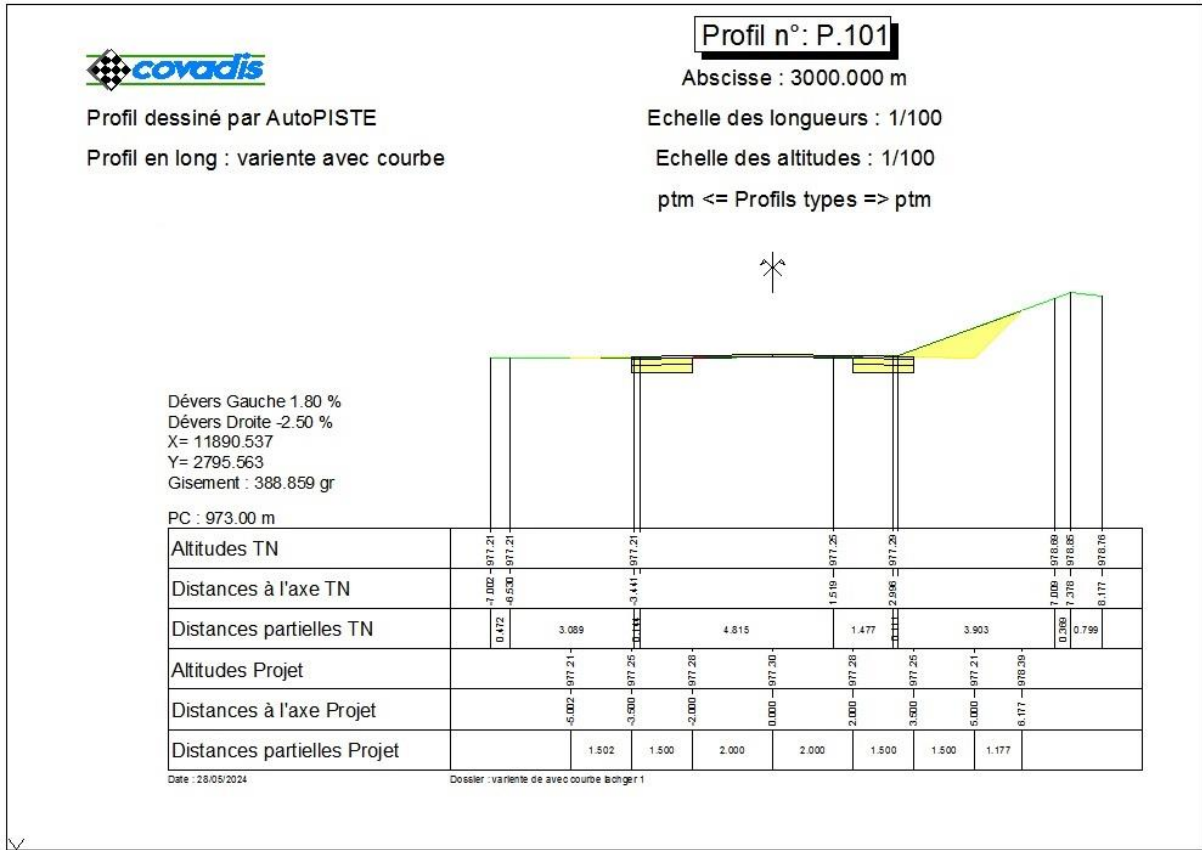 Profil n°: P.101
covadis
Abscisse : 3000.000 m
Profil dessiné par AutoPISTE
Echelle des longueurs : 1/100
Profil en long : variente avec courbe
Echelle des altitudes : 1/100
ptm <= Profils types => ptm
Dévers Gauche 1.80 %
Dévers Droite -2.50 %
X= 11890.537
Y= 2795.563
Gisement : 388.859 gr
PC : 973.00 m
Altitudes TN 977.21 977.21 977.21 977.25 977.29 978.69 978.85 978.76
Distances à l'axe TN -7.002 -6.530 -3.441 1.519 2.996 7.009 7.378 8.177
Distances partielles TN 0.472 3.089 0.144 4.815 1.477 0.111 3.903 0.369 0.799
Altitudes Projet 977.21 977.25 977.28 977.30 977.28 977.25 977.21 978.39
Distances à l'axe Projet -5.002 -3.500 -2.000 0.000 2.000 3.500 5.000 6.177
Distances partielles Projet 1.502 1.500 2.000 2.000 1.500 1.500 1.177
Date : 28/05/2024
Dossier : variente de avec courbe lachger 1